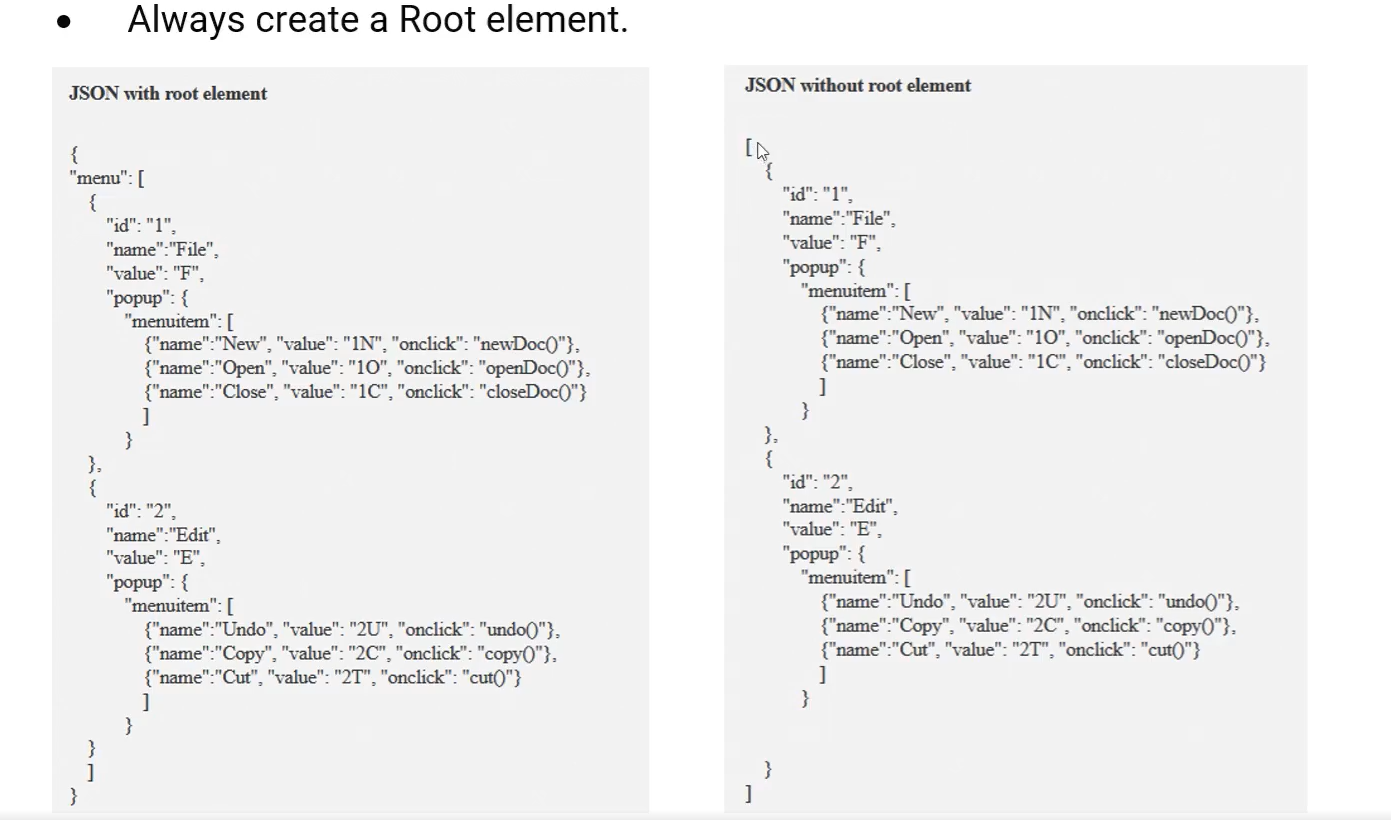 • Always create a Root element.
JSON with root element
{
"menu": [
{
"id": "1",
"name":"File",
"value": "F",
"popup": {
"menuitem": [
{"name":"New", "value": "1N", "onclick": "newDoc()"},
{"name":"Open", "value": "1O", "onclick": "openDoc()"},
{"name":"Close", "value": "1C", "onclick": "closeDoc()"}
]
}
},
{
"id": "2",
"name":"Edit",
"value": "E",
"popup": {
"menuitem": [
{"name":"Undo", "value": "2U", "onclick": "undo()"},
{"name":"Copy", "value": "2C", "onclick": "copy()"},
{"name":"Cut", "value": "2T", "onclick": "cut()"}
]
}
}
]
}
JSON without root element
[
{
"id": "1",
"name":"File",
"value": "F",
"popup": {
"menuitem": [
{"name":"New", "value": "1N", "onclick": "newDoc()"},
{"name":"Open", "value": "1O", "onclick": "openDoc()"},
{"name":"Close", "value": "1C", "onclick": "closeDoc()"}
]
}
},
{
"id": "2",
"name":"Edit",
"value": "E",
"popup": {
"menuitem": [
{"name":"Undo", "value": "2U", "onclick": "undo()"},
{"name":"Copy", "value": "2C", "onclick": "copy()"},
{"name":"Cut", "value": "2T", "onclick": "cut()"}
]
}
}
]